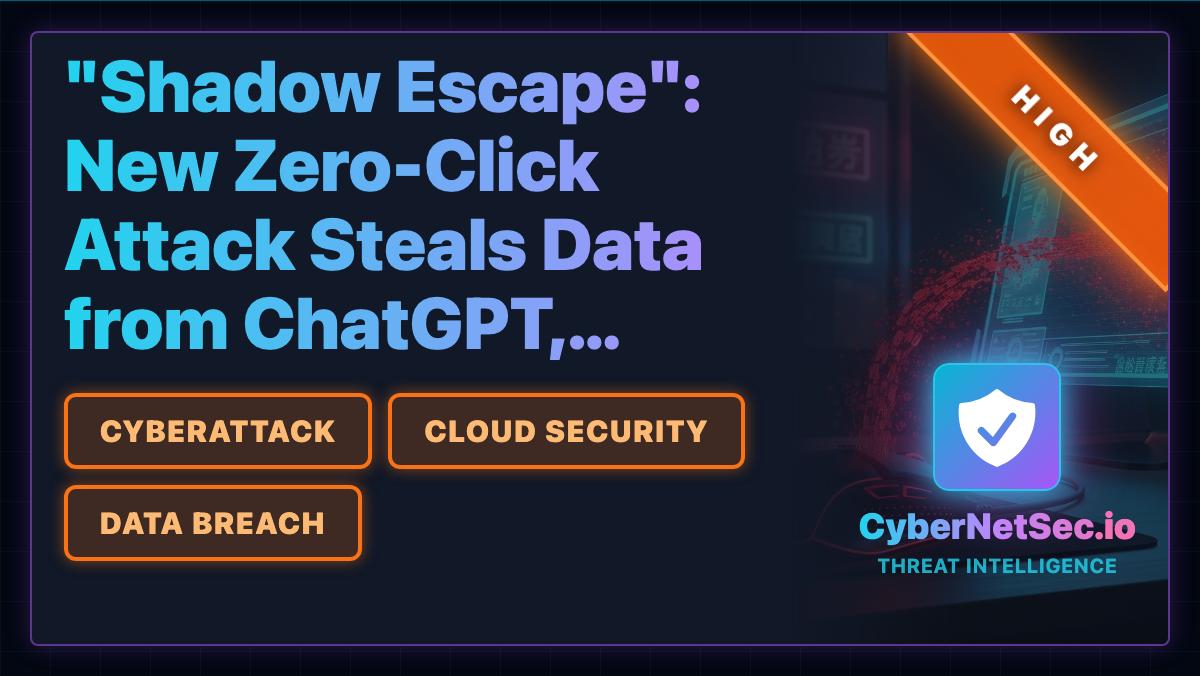 "Shadow Escape":
New Zero-Click
Attack Steals Data
from ChatGPT,...
HIGH
CYBERATTACK
CLOUD SECURITY
DATA BREACH
CyberNetSec.io
THREAT INTELLIGENCE